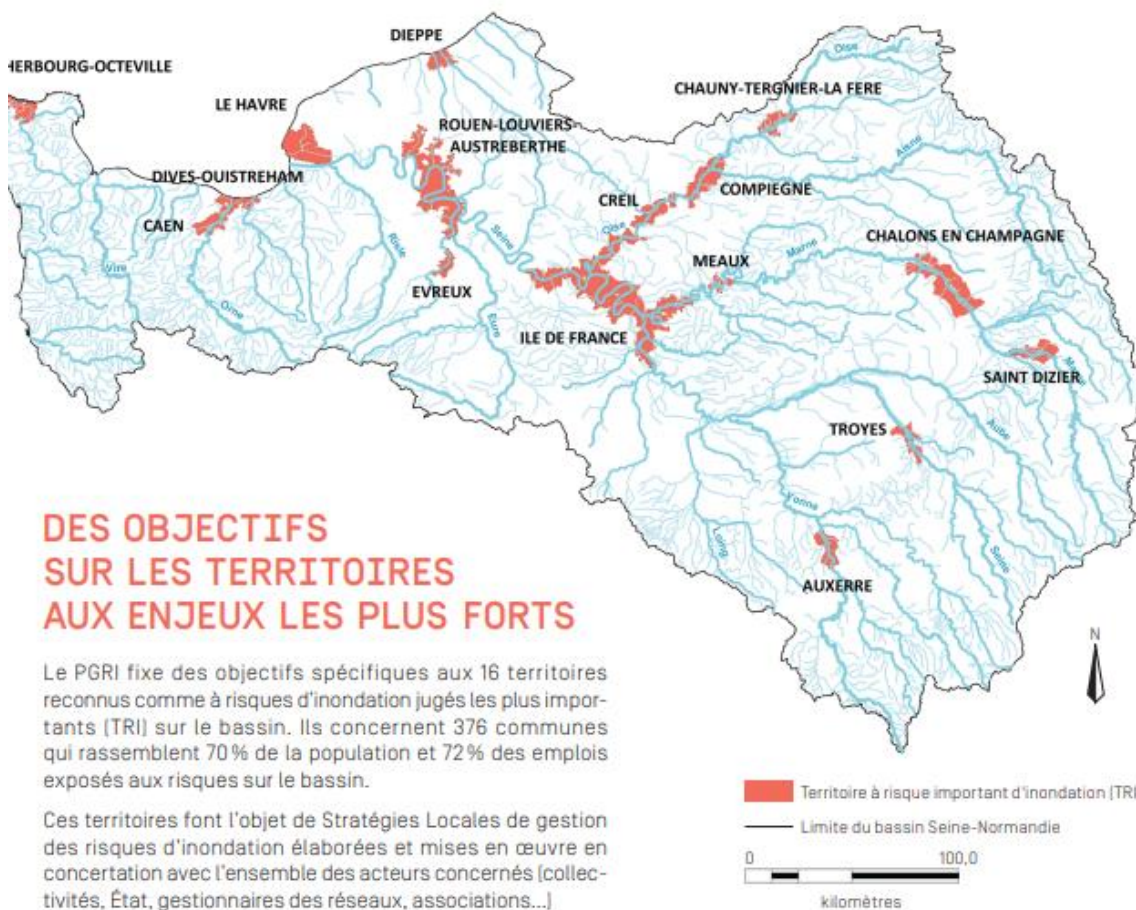 DIEPPE
HERBOURG-OCTEVILLE
Oise
CHAUNY-TERGNIER-LA FERE
LE HAVRE
ROUEN-LOUVIERS-
AUSTREBERTHE
Aisne
DIVES-OUISTREHAM
COMPIEGNE
CREIL
CAEN
Oise
Seine
Risle
MEAUX
Marne
CHALONS EN CHAMPAGNE
Vire
EVREUX
Orne
Eure
ILE DE FRANCE
SAINT DIZIER
TROYES
Aube
Yonne
Loing
Seine
AUXERRE
DES OBJECTIFS
SUR LES TERRITOIRES
AUX ENJEUX LES PLUS FORTS
Le PGRI fixe des objectifs spécifiques aux 16 territoires
reconnus comme à risques d'inondation jugés les plus impor-
tants (TRI) sur le bassin. Ils concernent 376 communes
qui rassemblent 70 % de la population et 72 % des emplois
exposés aux risques sur le bassin.
Ces territoires font l'objet de Stratégies Locales de gestion
des risques d'inondation élaborées et mises en œuvre en
concertation avec l'ensemble des acteurs concernés (collec-
tivités, État, gestionnaires des réseaux, associations...)
N
Territoire à risque important d'inondation (TRI
Limite du bassin Seine-Normandie
0 100,0
kilomètres